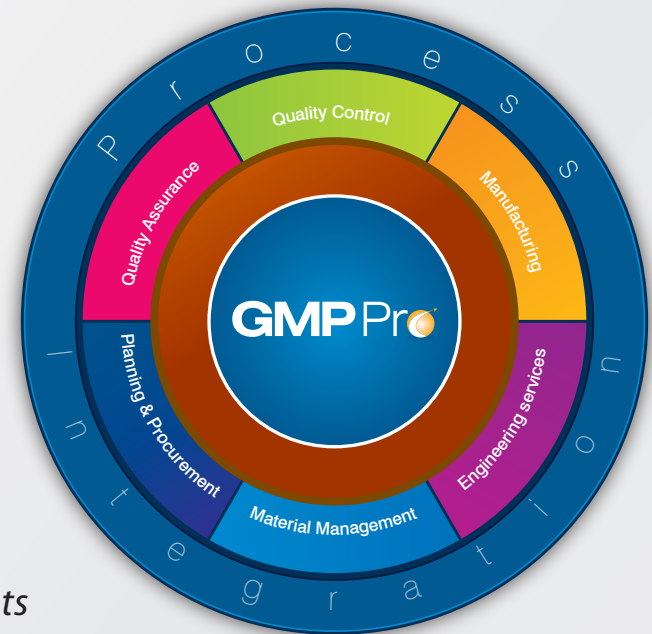 Process
Quality Control
Manufacturing
Quality Assurance
GMP Pro
Planning & Procurement
Engineering services
Material Management
Integration
ts